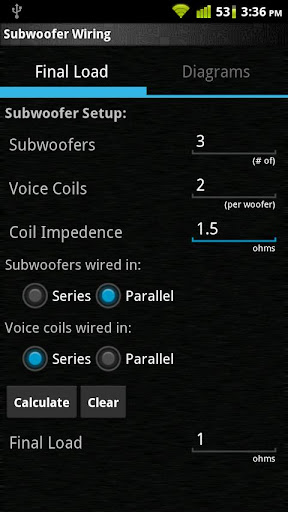 53 3:36 PM
Subwoofer Wiring
Final Load Diagrams
Subwoofer Setup:
Subwoofers 3
(# of)
Voice Coils 2
(per woofer)
Coil Impedence 1.5
ohms
Subwoofers wired in:
Series Parallel
Voice coils wired in:
Series Parallel
Calculate Clear
Final Load 1
ohms